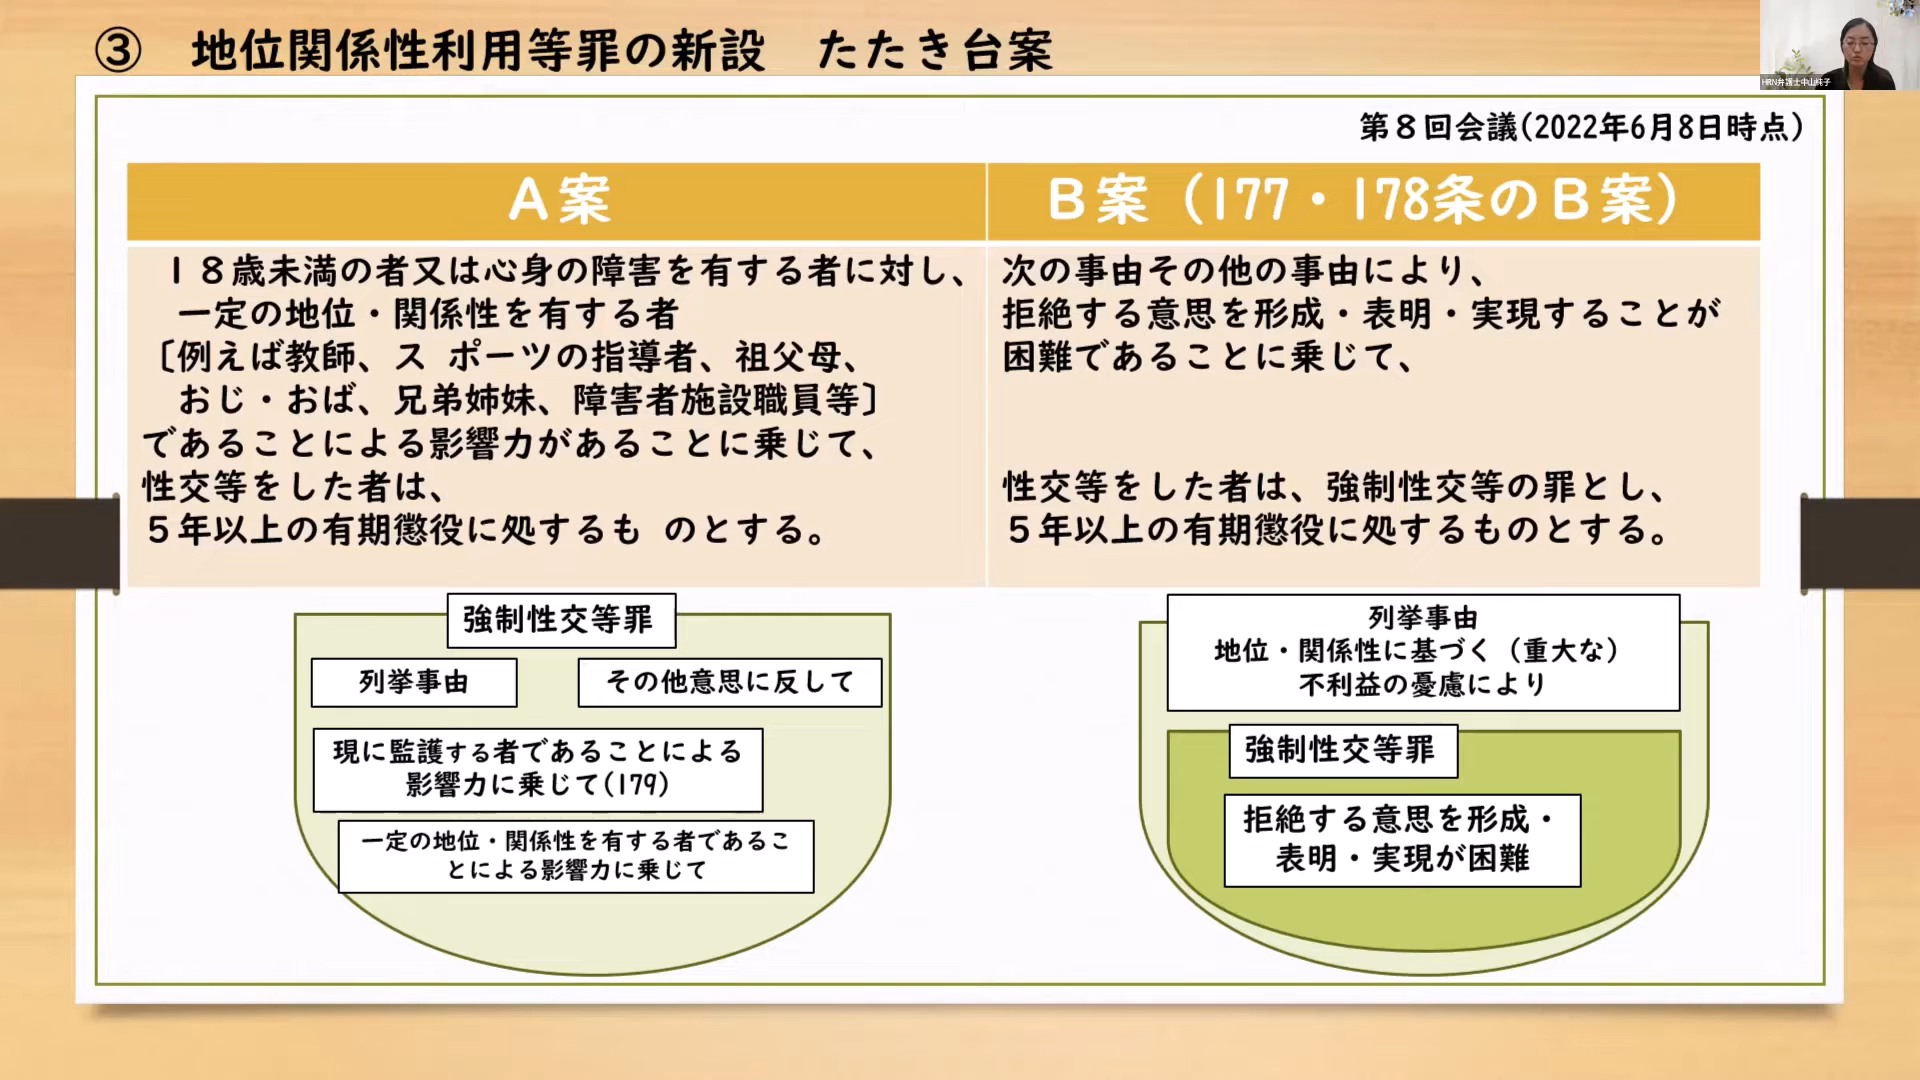 ③ 地位関係性利用等罪の新設 たたき台案
HRN弁護士中山純子
第８回会議(2022年6月8日時点)
Ａ案
Ｂ案（177・178条のＢ案）
１８歳未満の者又は心身の障害を有する者に対し、
一定の地位・関係性を有する者
〔例えば教師、ス ポーツの指導者、祖父母、
おじ・おば、兄弟姉妹、障害者施設職員等〕
であることによる影響力があることに乗じて、
性交等をした者は、
５年以上の有期懲役に処するも のとする。
次の事由その他の事由により、
拒絶する意思を形成・表明・実現することが
困難であることに乗じて、
性交等をした者は、強制性交等の罪とし、
５年以上の有期懲役に処するものとする。
強制性交等罪
列挙事由
その他意思に反して
現に監護する者であることによる
影響力に乗じて(179)
一定の地位・関係性を有する者であるこ
とによる影響力に乗じて
列挙事由
地位・関係性に基づく（重大な）
不利益の憂慮により
強制性交等罪
拒絶する意思を形成・
表明・実現が困難